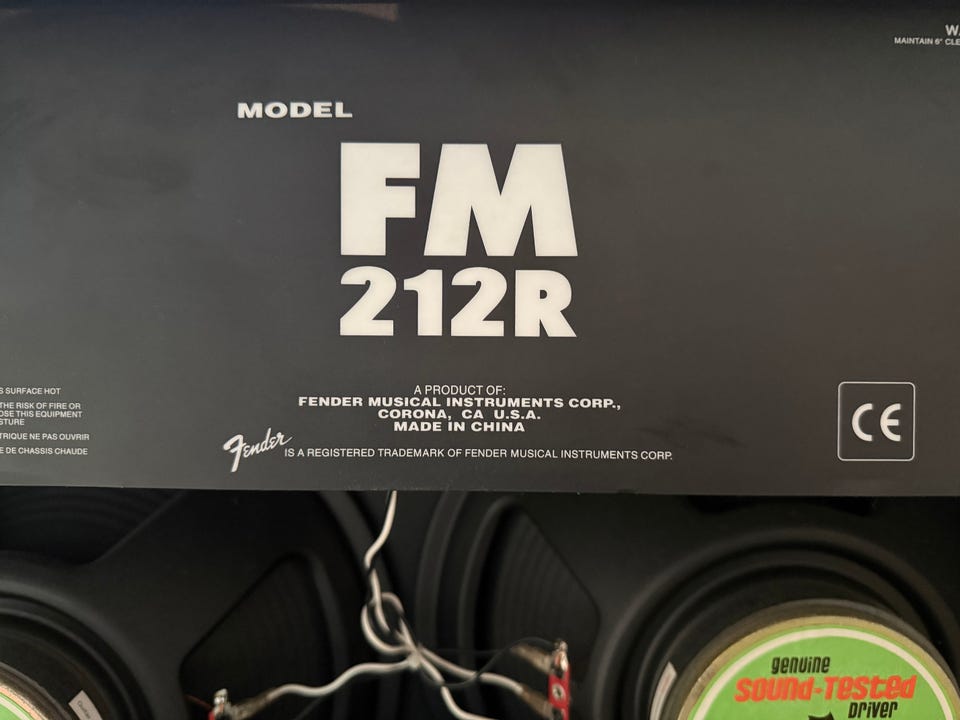 W
MAINTAIN 6" CLE
MODEL
FM
212R
S SURFACE HOT
THE RISK OF FIRE OR
OSE THIS EQUIPMENT
STURE
TRIQUE NE PAS OUVRIR
E DE CHASSIS CHAUDE
A PRODUCT OF:
FENDER MUSICAL INSTRUMENTS CORP.,
CORONA, CA U.S.A.
MADE IN CHINA
Fender IS A REGISTERED TRADEMARK OF FENDER MUSICAL INSTRUMENTS CORP.
CE
genuine
SOUND-TESTED
DRIVER